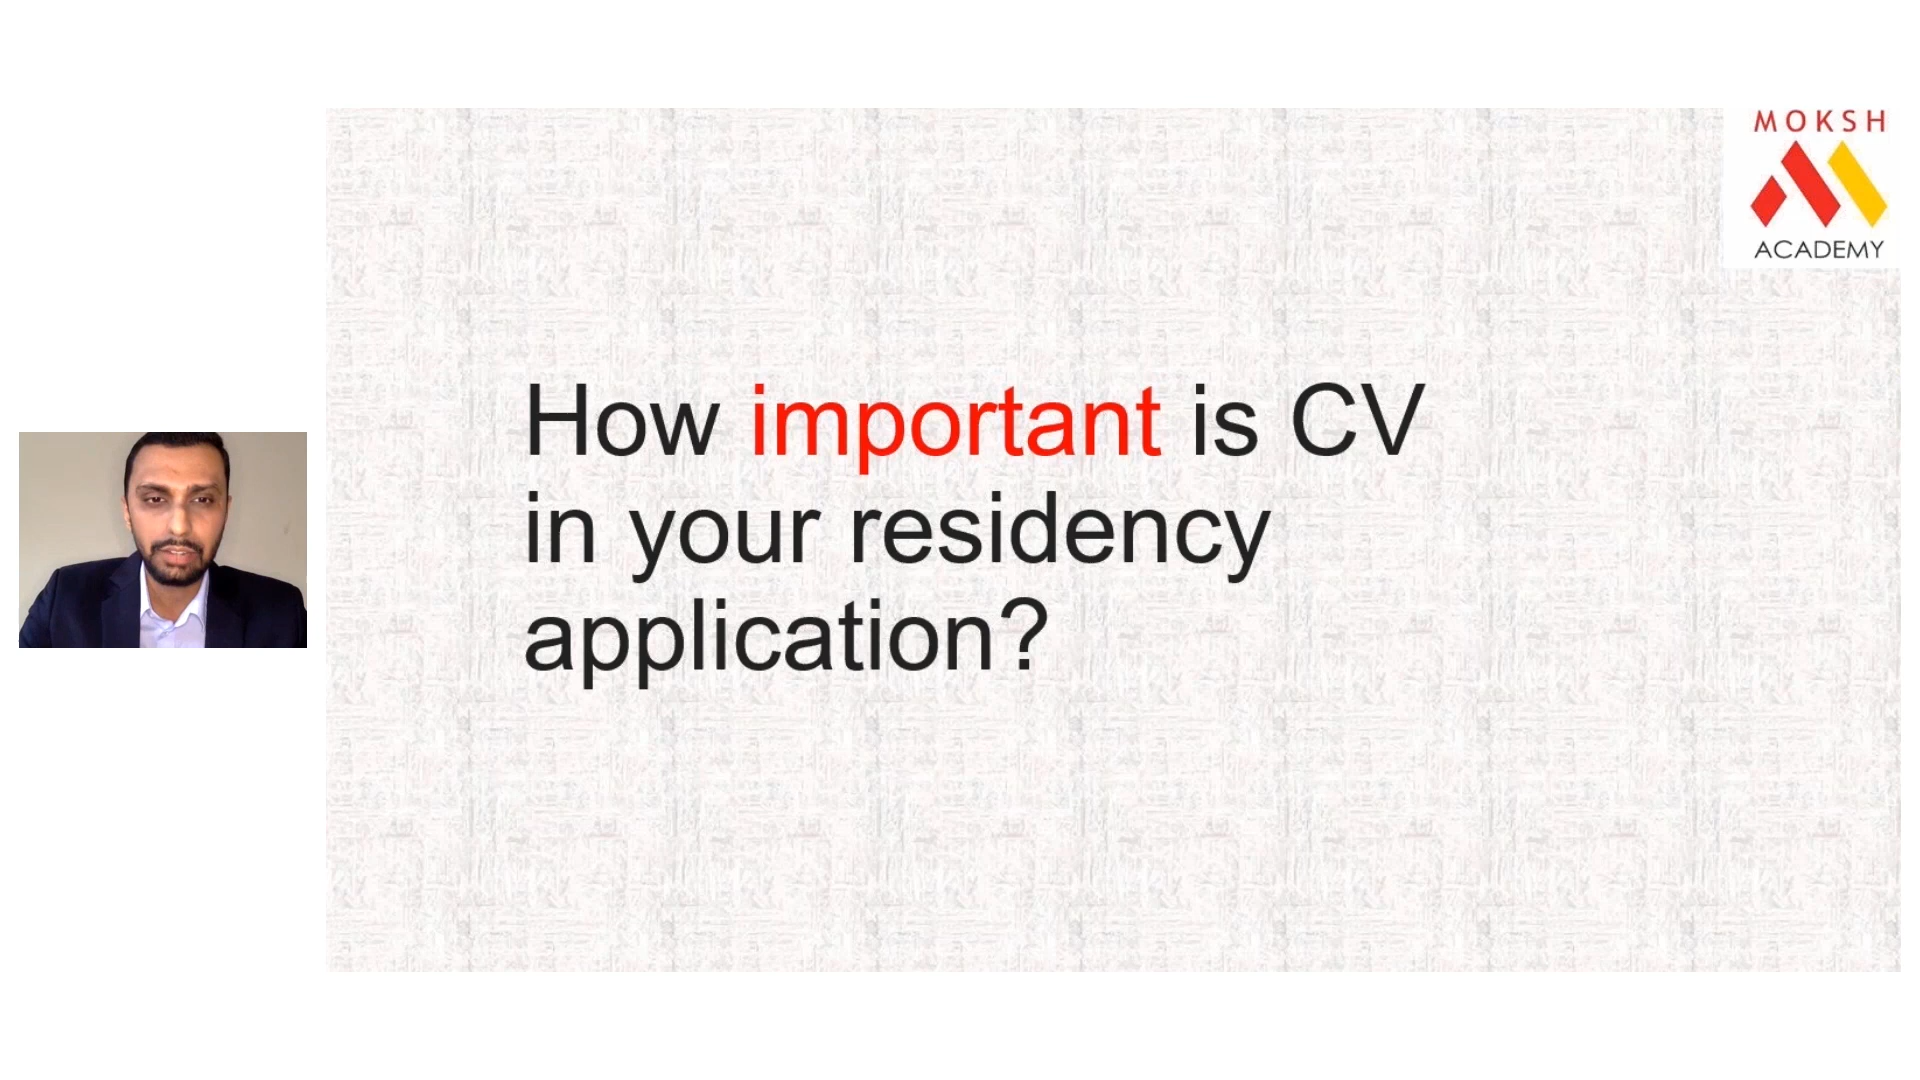 MOKSH
ACADEMY
How important is CV
in your residency
application?